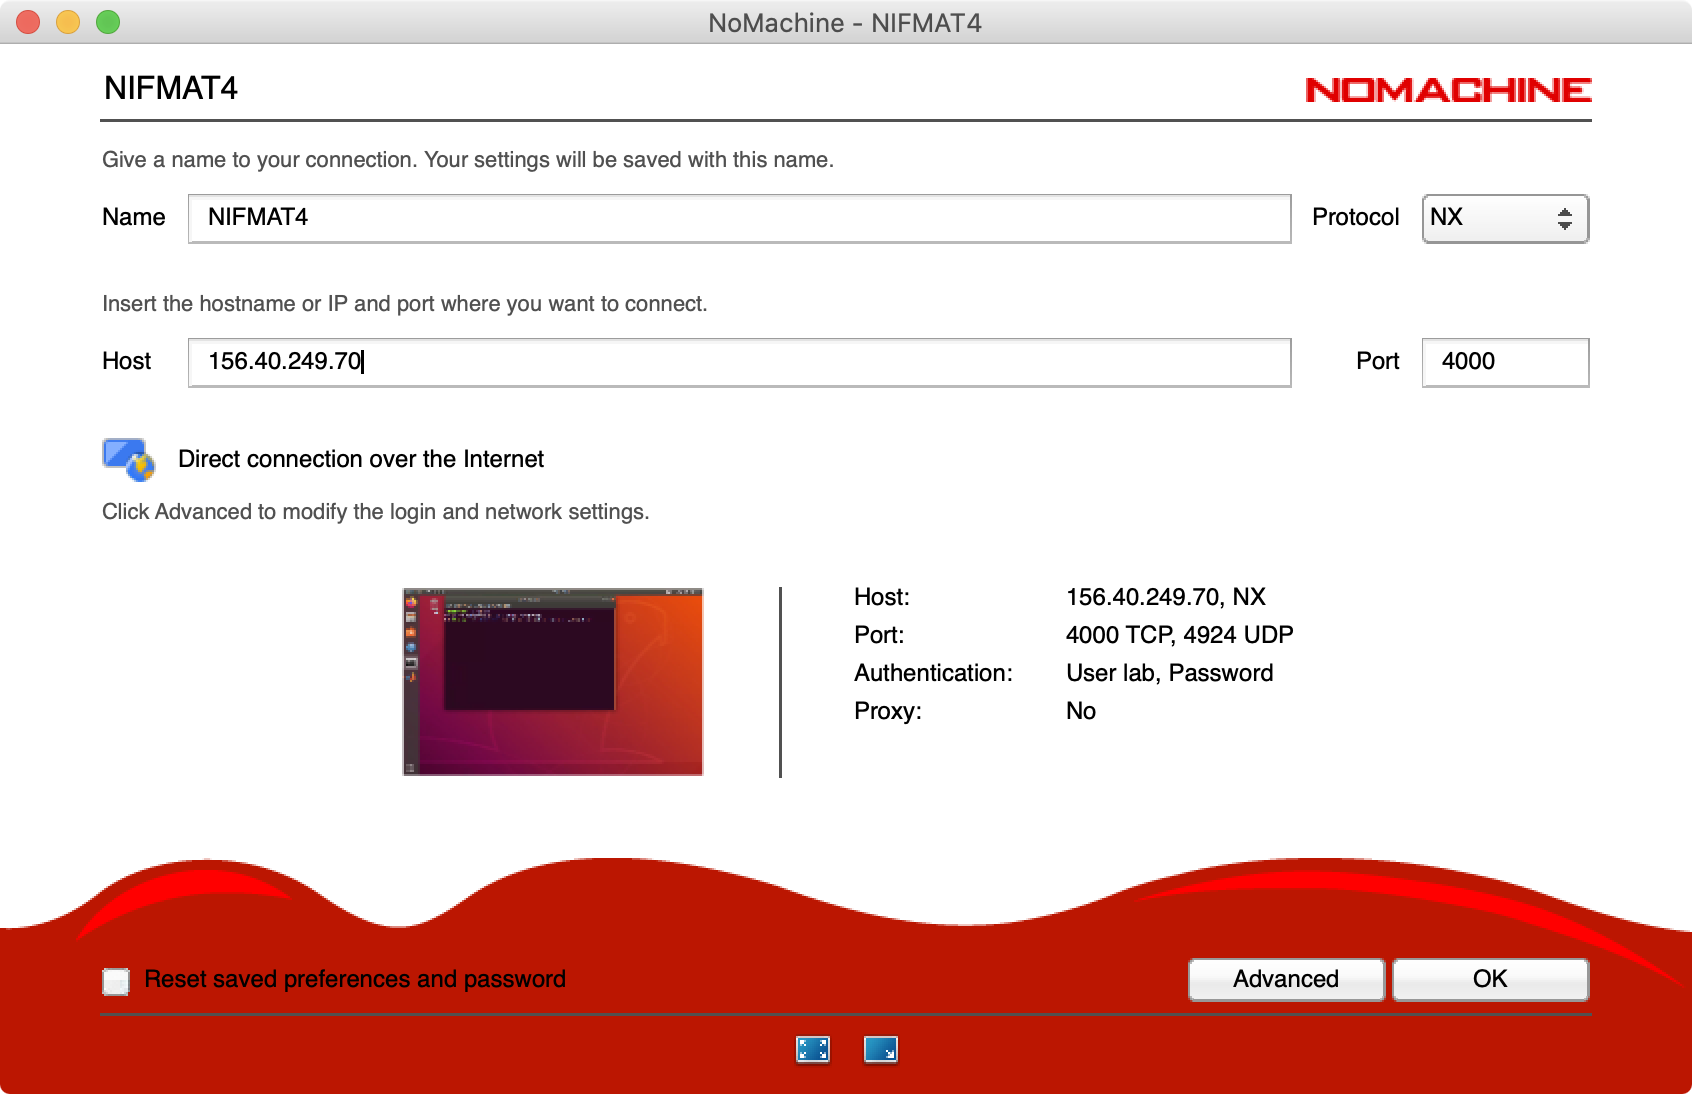 NoMachine - NIFMAT4
NIFMAT4 NOMACHINE
Give a name to your connection. Your settings will be saved with this name.
Name NIFMAT4 Protocol NX
Insert the hostname or IP and port where you want to connect.
Host 156.40.249.70 Port 4000
Direct connection over the Internet
Click Advanced to modify the login and network settings.
Host: 156.40.249.70, NX
Port: 4000 TCP, 4924 UDP
Authentication: User lab, Password
Proxy: No
Reset saved preferences and password Advanced OK